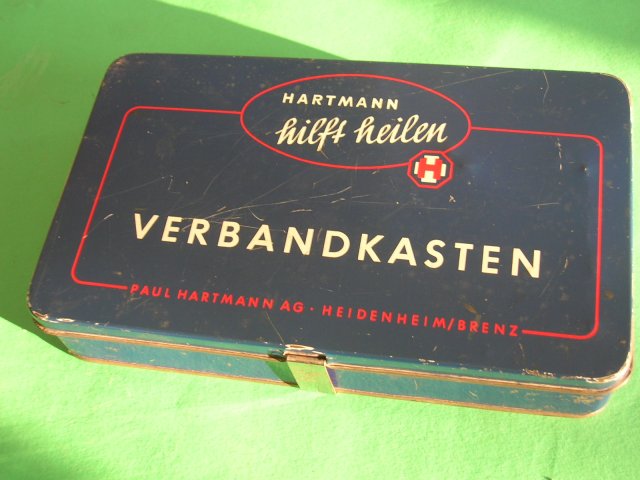 HARTMANN
hilft heilen
H
VERBANDKASTEN
PAUL HARTMANN AG · HEIDENHEIM/BRENZ